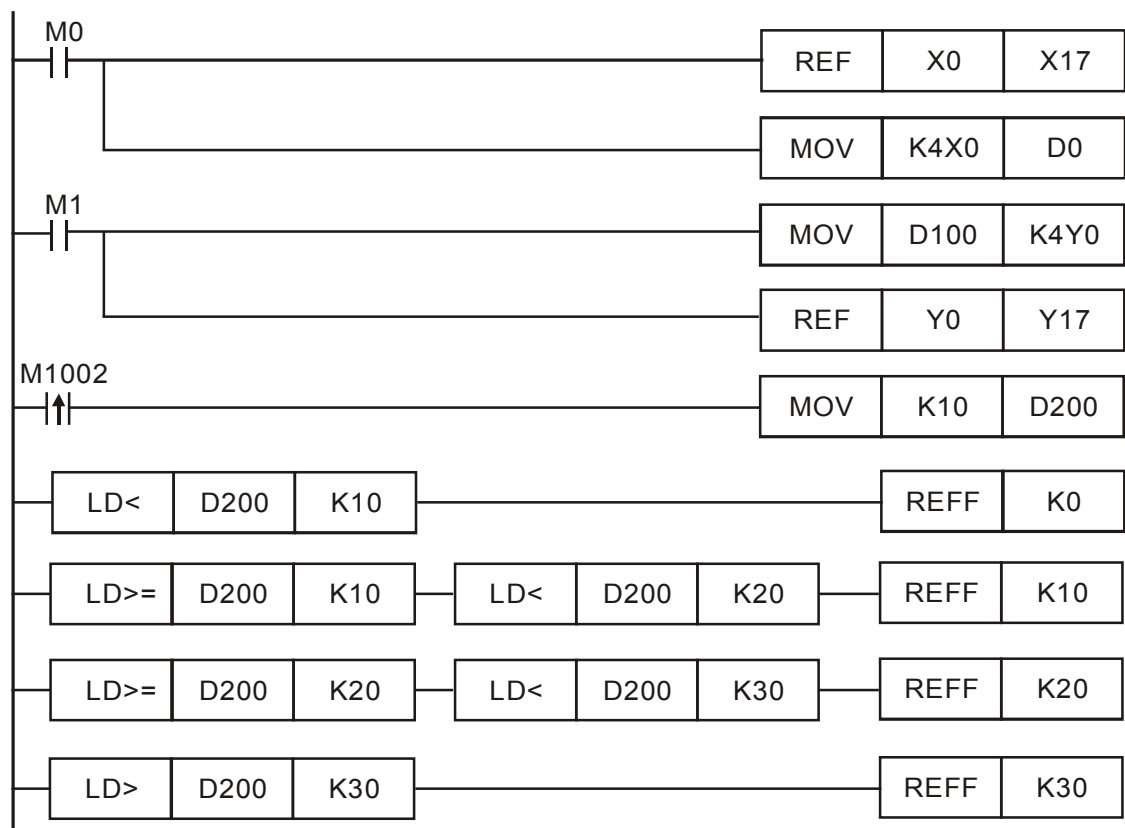 M0
REF X0 X17
MOV K4X0 D0
M1
MOV D100 K4Y0
REF Y0 Y17
M1002
MOV K10 D200
LD< D200 K10 REFF K0
LD>= D200 K10 LD< D200 K20 REFF K10
LD>= D200 K20 LD< D200 K30 REFF K20
LD> D200 K30 REFF K30